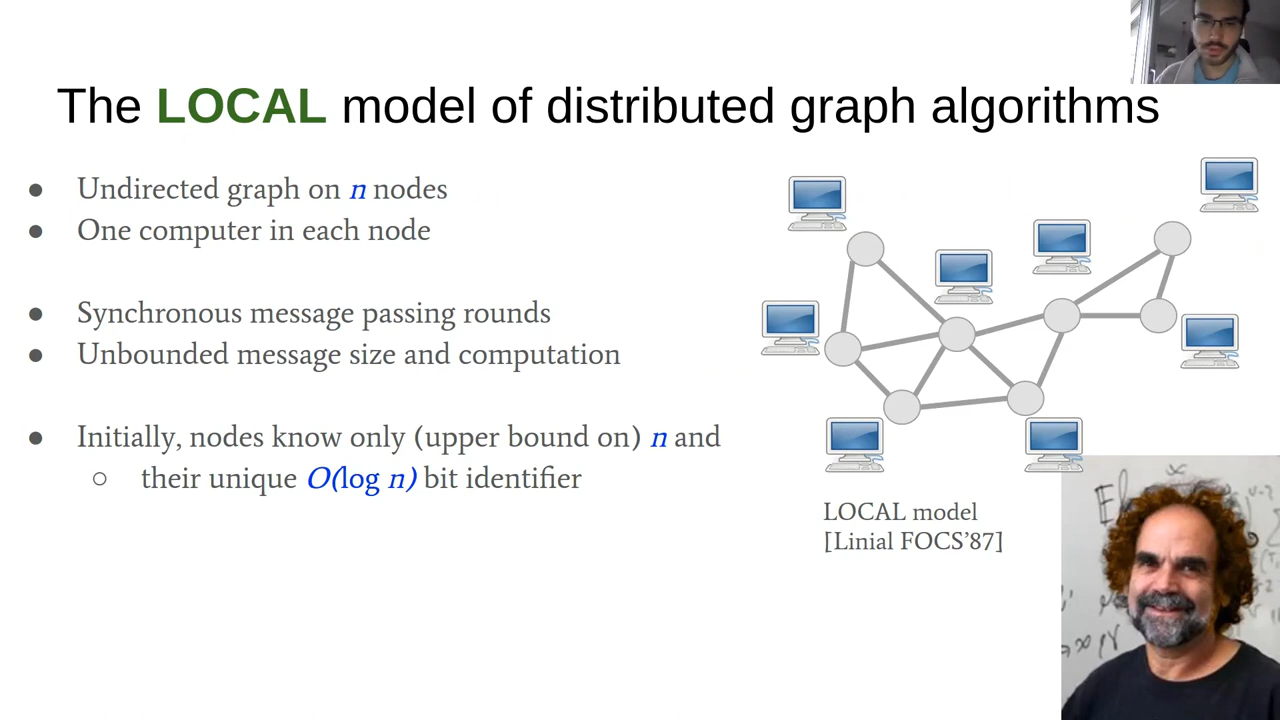 The LOCAL model of distributed graph algorithms
● Undirected graph on n nodes
● One computer in each node
● Synchronous message passing rounds
● Unbounded message size and computation
● Initially, nodes know only (upper bound on) n and
○ their unique O(log n) bit identifier
LOCAL model
[Linial FOCS’87]